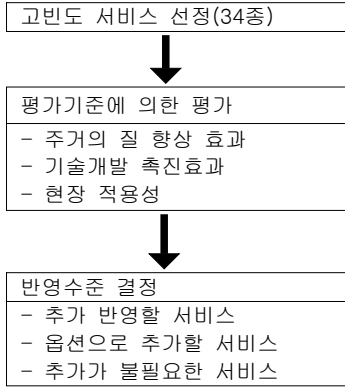 고빈도 서비스 선정(34종)
평가기준에 의한 평가
- 주거의 질 향상 효과
- 기술개발 촉진효과
- 현장 적용성
반영수준 결정
- 추가 반영할 서비스
- 옵션으로 추가할 서비스
- 추가가 불필요한 서비스